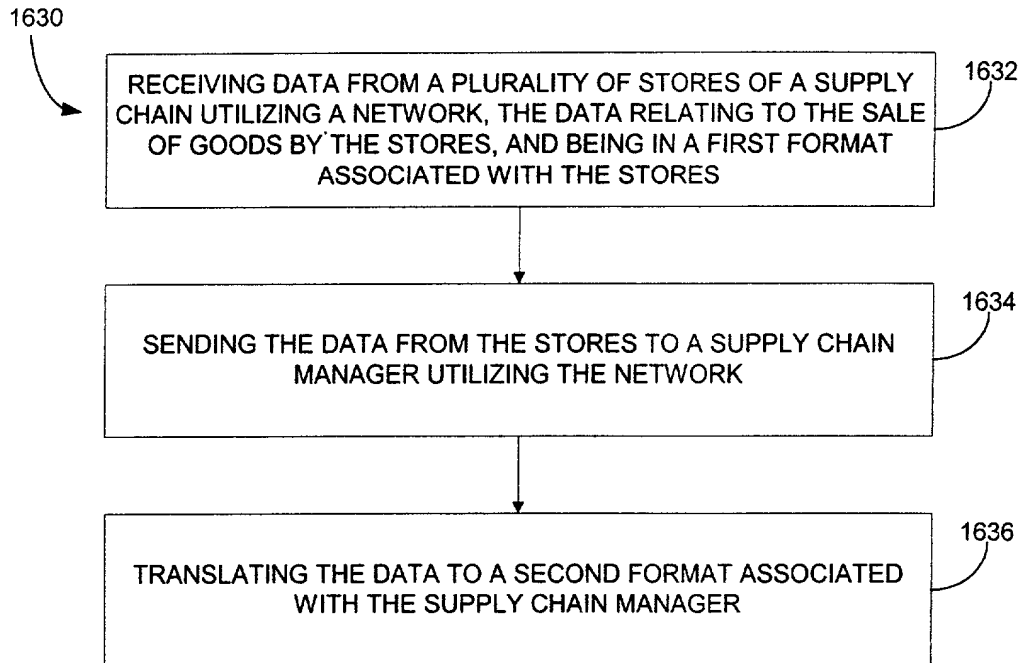 1630
RECEIVING DATA FROM A PLURALITY OF STORES OF A SUPPLY
CHAIN UTILIZING A NETWORK, THE DATA RELATING TO THE SALE
OF GOODS BY THE STORES, AND BEING IN A FIRST FORMAT
ASSOCIATED WITH THE STORES
1632
SENDING THE DATA FROM THE STORES TO A SUPPLY CHAIN
MANAGER UTILIZING THE NETWORK
1634
TRANSLATING THE DATA TO A SECOND FORMAT ASSOCIATED
WITH THE SUPPLY CHAIN MANAGER
1636